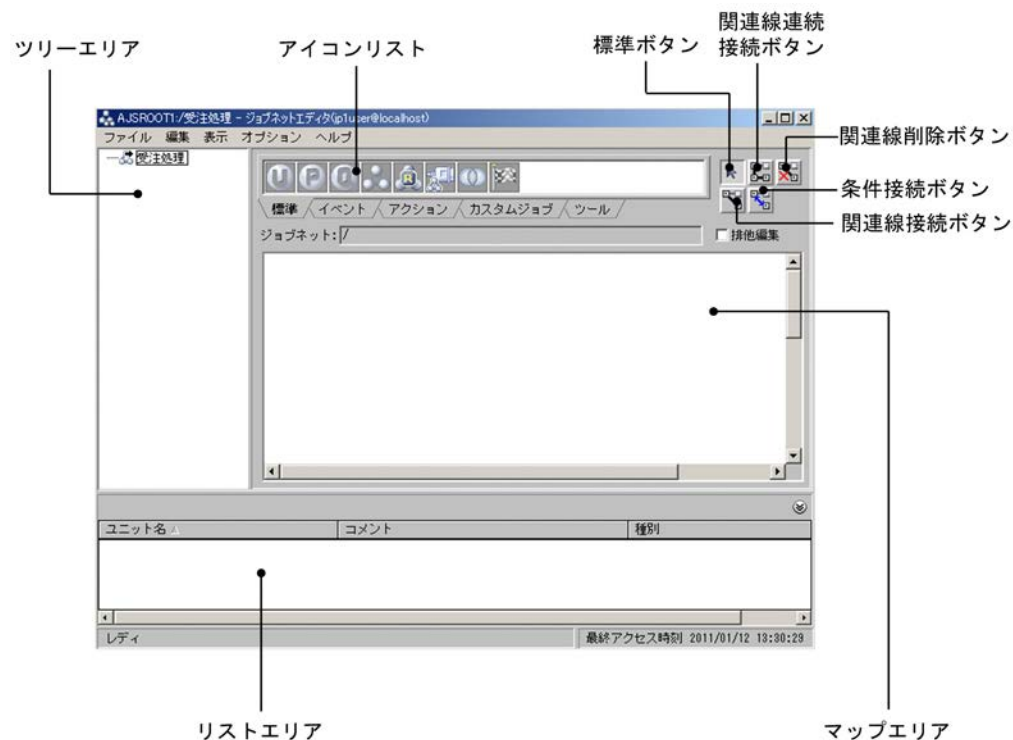 関連線連続
接続ボタン
ツリーエリア
アイコンリスト
標準ボタン
AJSROOT1:/受注処理 - ジョブネットエディタ(jp1user@localhost)
ファイル 編集 表示 オプション ヘルプ
関連線削除ボタン
受注処理
条件接続ボタン
標準 イベント アクション カスタムジョブ ツール
関連線接続ボタン
ジョブネット: /
排他編集
ユニット名 コメント 種別
レディ
最終アクセス時刻 2011/01/12 13:30:29
リストエリア
マップエリア